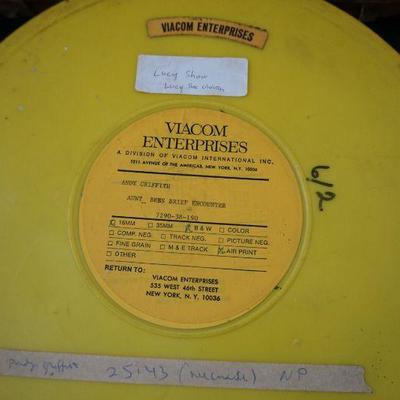 VIACOM ENTERPRISES
Lucy Show
Lucy the
VIACOM
ENTERPRISES
A DIVISION OF VIACOM INTERNATIONAL INC.
1211 AVENUE OF THE AMERICAS, NEW YORK, N.Y. 10036
6/2
ANDY GRIFFITH
AUNT BEES BRIEF ENCOUNTER
7290-38-190
16MM 35MM B & W COLOR
COMP. NEG. TRACK NEG. PICTURE NEG.
FINE GRAIN M & E TRACK AIR PRINT
OTHER
RETURN TO:
VIACOM ENTERPRISES
535 WEST 46th STREET
NEW YORK, N. Y. 10036
Andy Griffith 25:43 NP